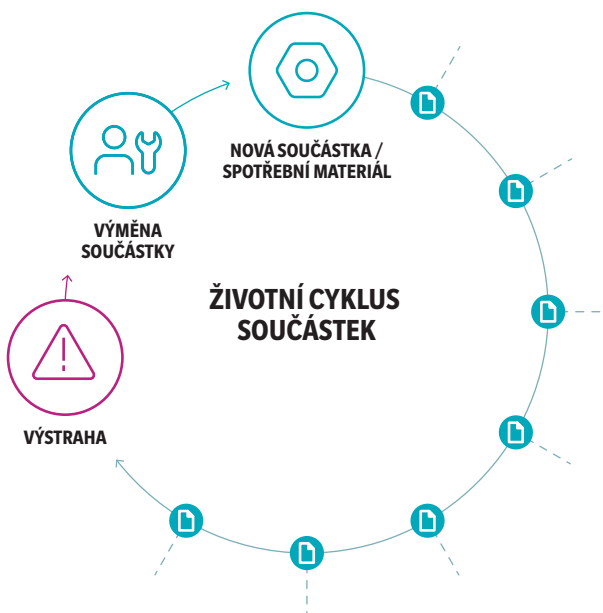 NOVÁ SOUČÁSTKA /
SPOTŘEBNÍ MATERIÁL
VÝMĚNA
SOUČÁSTKY
ŽIVOTNÍ CYKLUS
SOUČÁSTEK
VÝSTRAHA